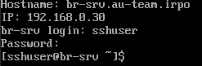 Hostname: br-srv.au-team.irpo
IP: 192.168.0.30
br-srv login: sshuser
Password:
[sshuser@br-srv ~]$